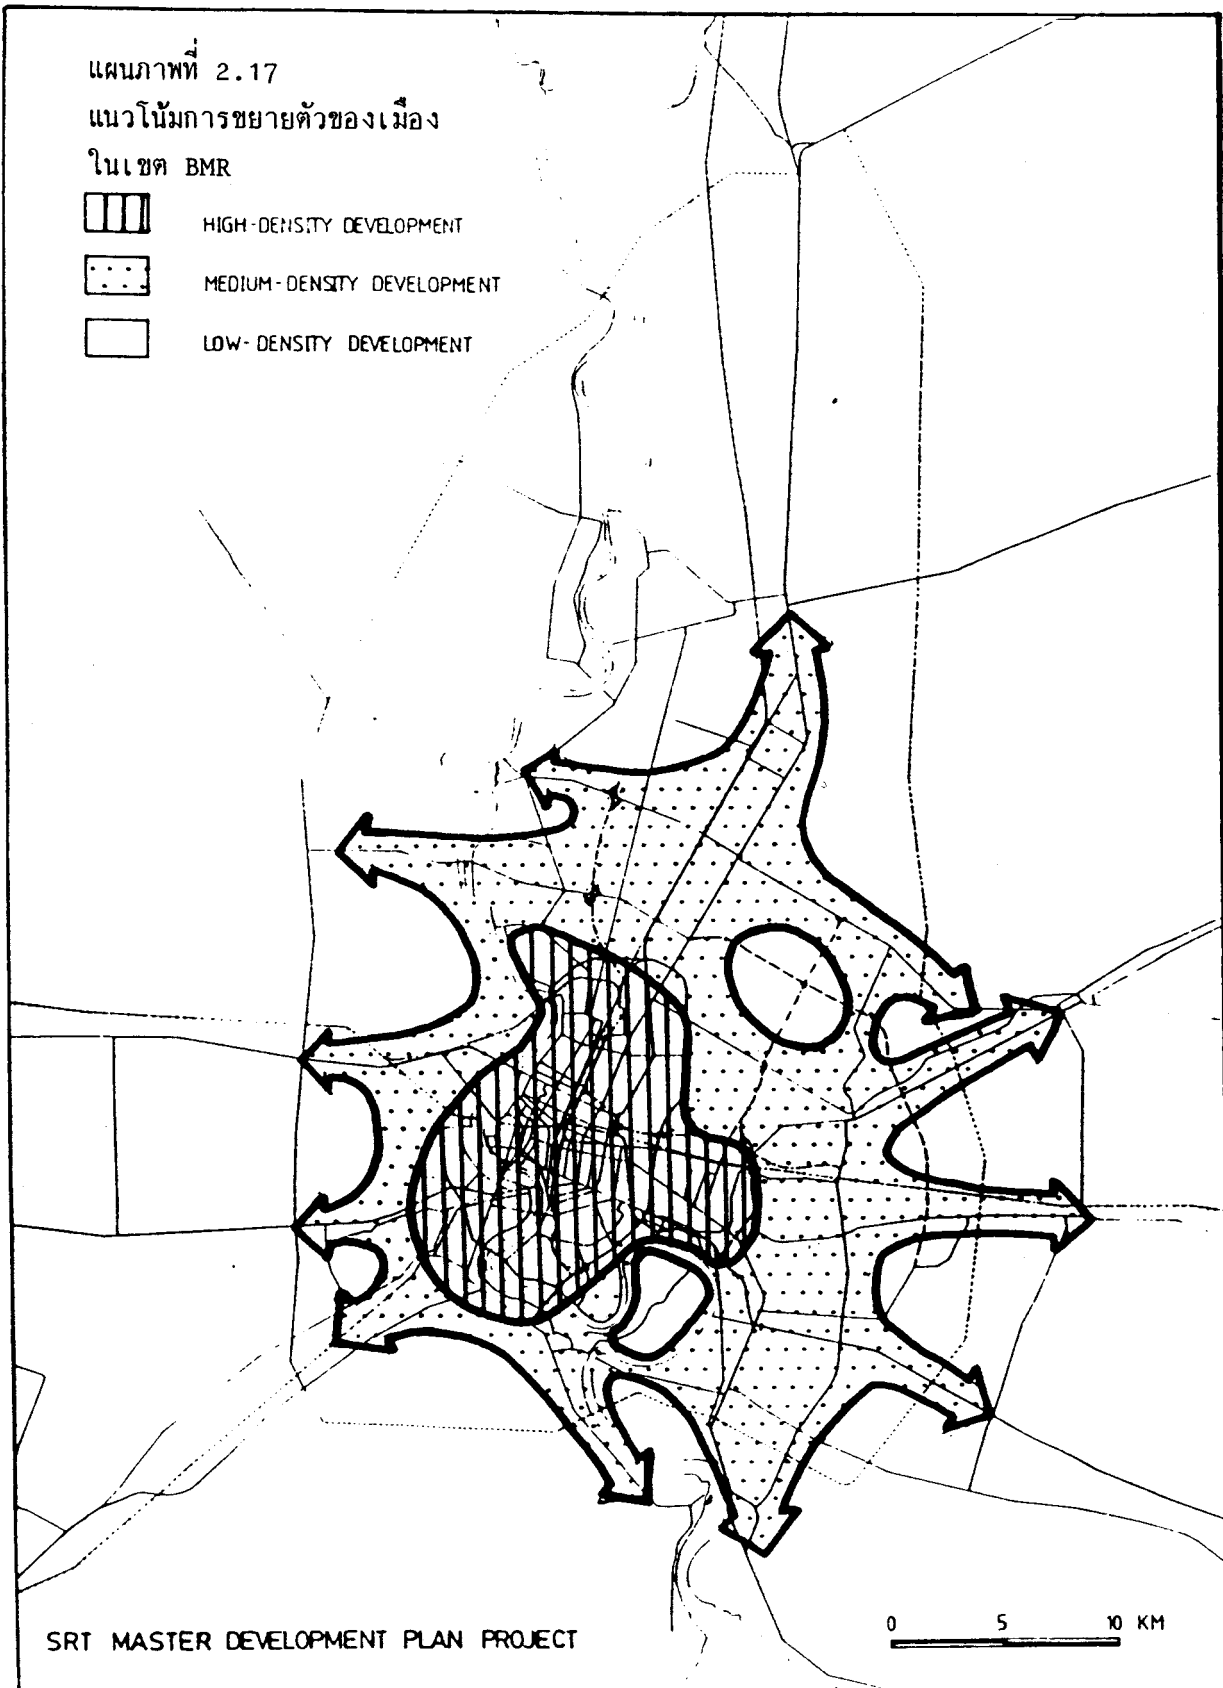 แผนภาพที่ 2.17
แนวโน้มการขยายตัวของเมือง
ในเขต BMR
HIGH-DENSITY DEVELOPMENT
MEDIUM-DENSITY DEVELOPMENT
LOW-DENSITY DEVELOPMENT
SRT MASTER DEVELOPMENT PLAN PROJECT
0 5 10 KM